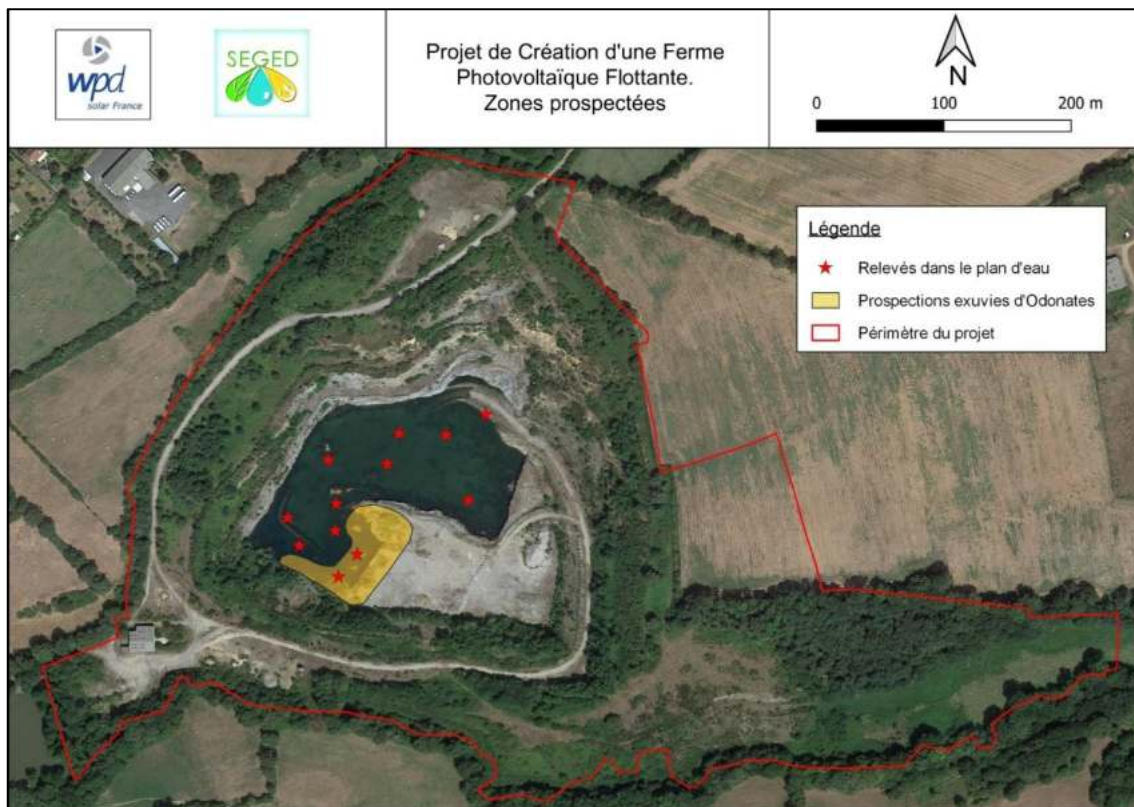 wpd
solar France
SEGED
Projet de Création d'une Ferme
Photovoltaïque Flottante.
Zones prospectées
N
0 100 200 m
Légende
Relevés dans le plan d'eau
Prospections exuvies d'Odonates
Périmètre du projet